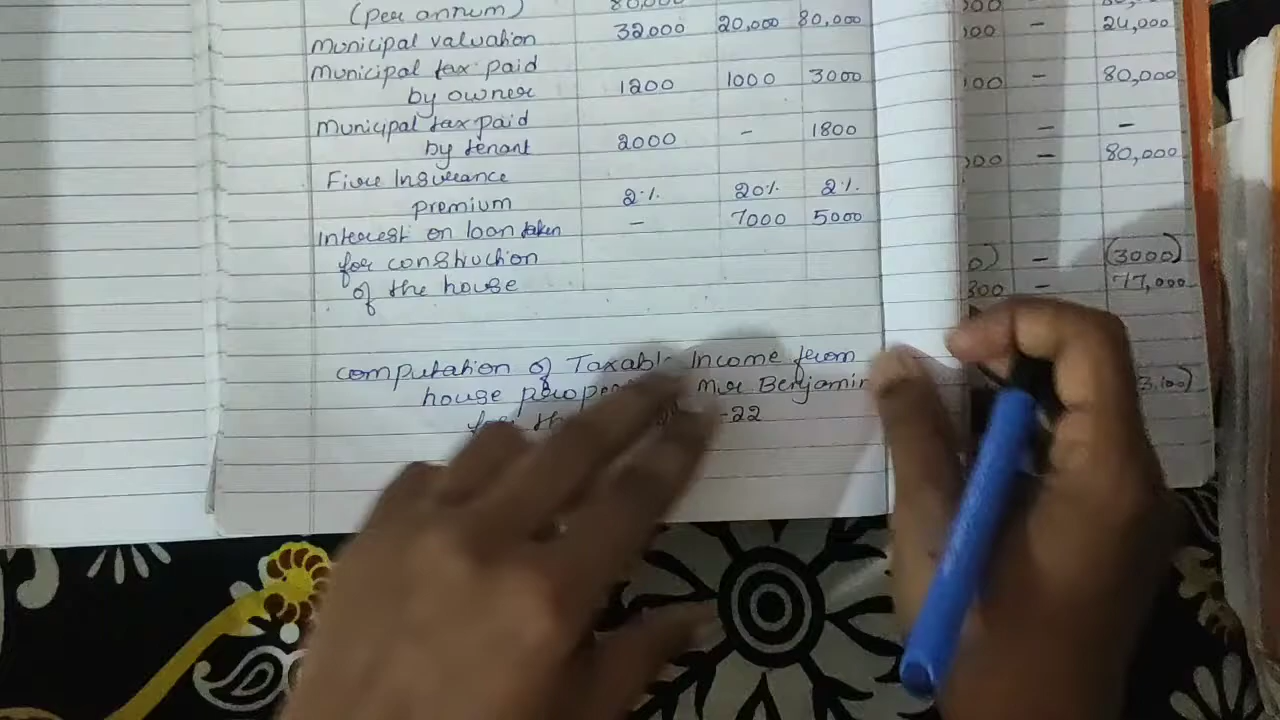 (per annum) 80,000
Municipal valuation 32000 20,000 80,000
Municipal tax paid
by owner 1200 1000 3000
Municipal tax paid
by tenant 2000 - 1800
Fire Insurance
premium 2% 20% 2%
Interest on loan taken - 7000 5000
for construction
of the house
Computation of Taxable Income from
house Mr Benjamin
-22
- 24,000
- 80,000
- -
- 80,000
- (3000)
- 77,000